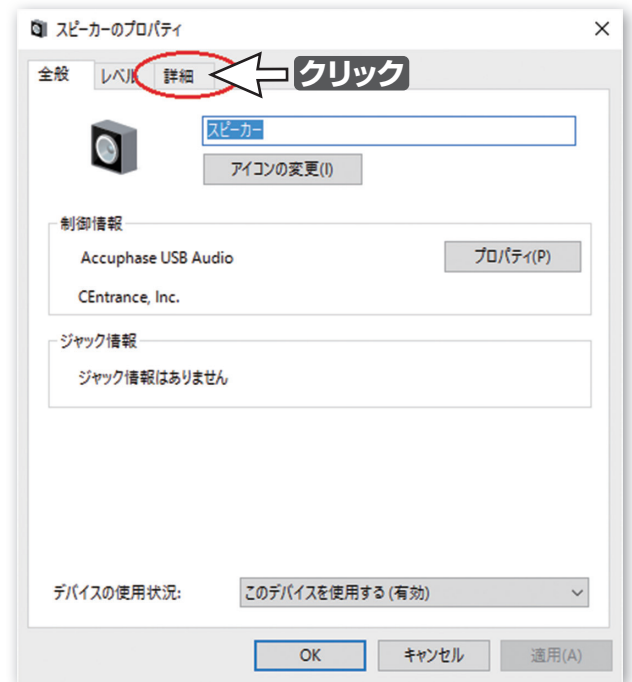 スピーカーのプロパティ
全般 レベル 詳細 クリック
スピーカー
アイコンの変更(I)
制御情報
Accuphase USB Audio プロパティ(P)
CEntrance, Inc.
ジャック情報
ジャック情報はありません
デバイスの使用状況: このデバイスを使用する (有効)
OK キャンセル 適用(A)